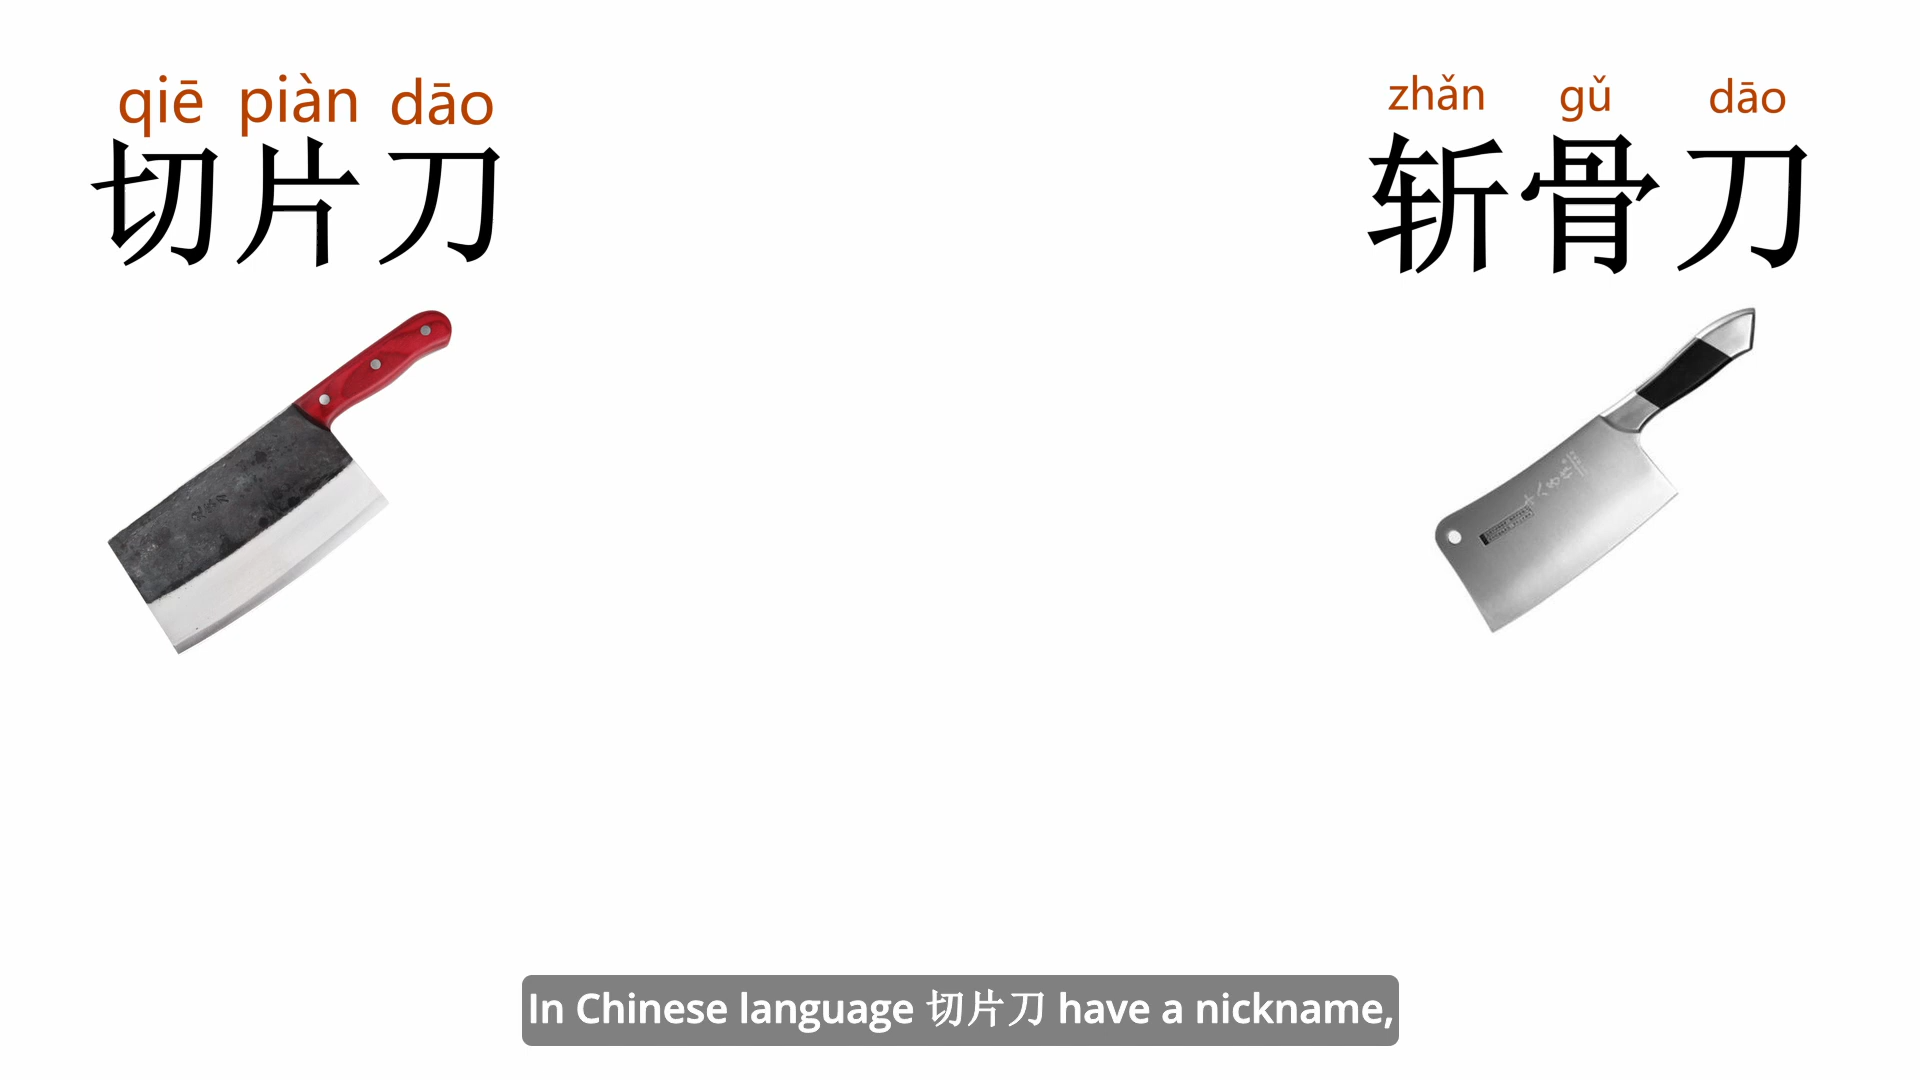 qiē piàn dāo
切片刀
zhǎn gǔ dāo
斩骨刀
In Chinese language 切片刀 have a nickname,